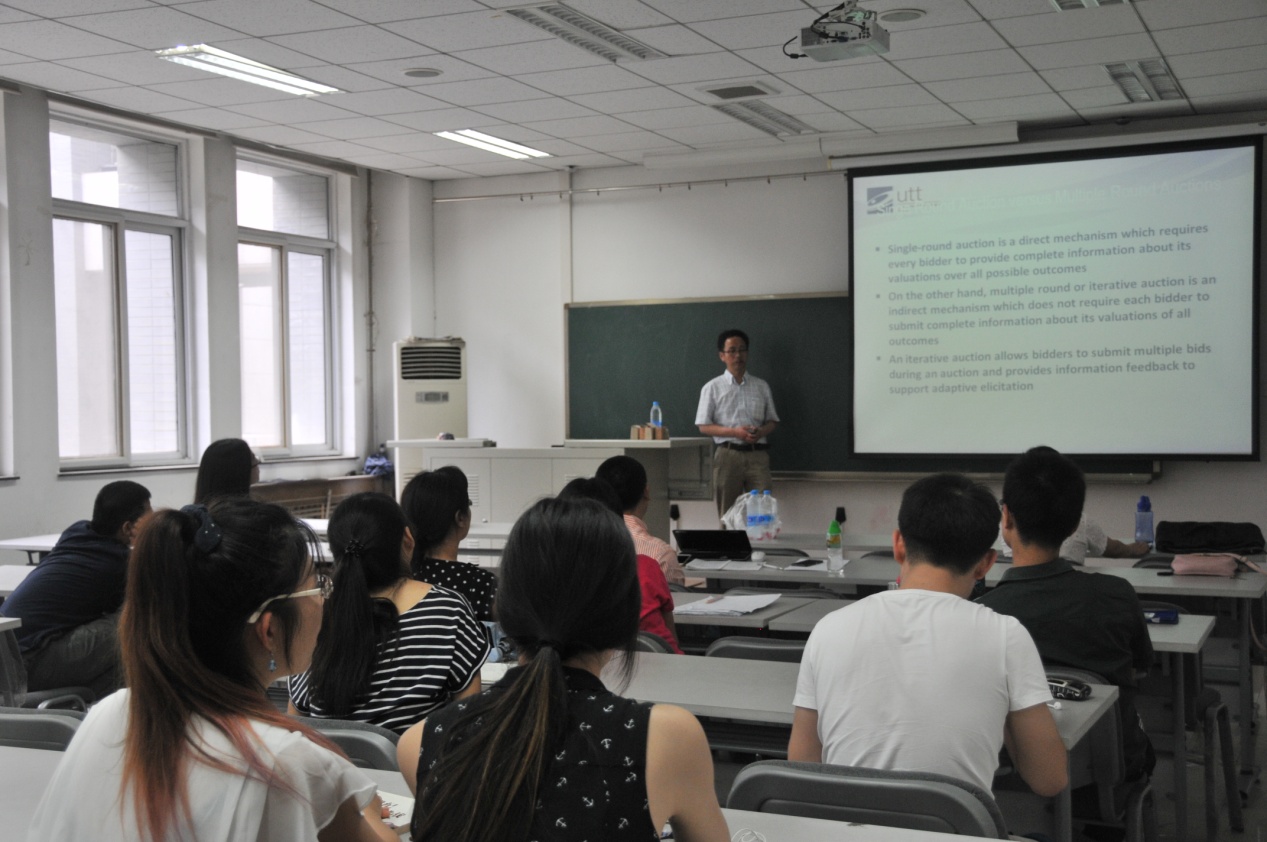 utt
Multiple Round Auctions
Single-round auction is a direct mechanism which requires
every bidder to provide complete information about its
valuations over all possible outcomes
On the other hand, multiple round or iterative auction is an
indirect mechanism which does not require each bidder to
submit complete information about its valuations of all
outcomes
An iterative auction allows bidders to submit multiple bids
during an auction and provides information feedback to
support adaptive elicitation